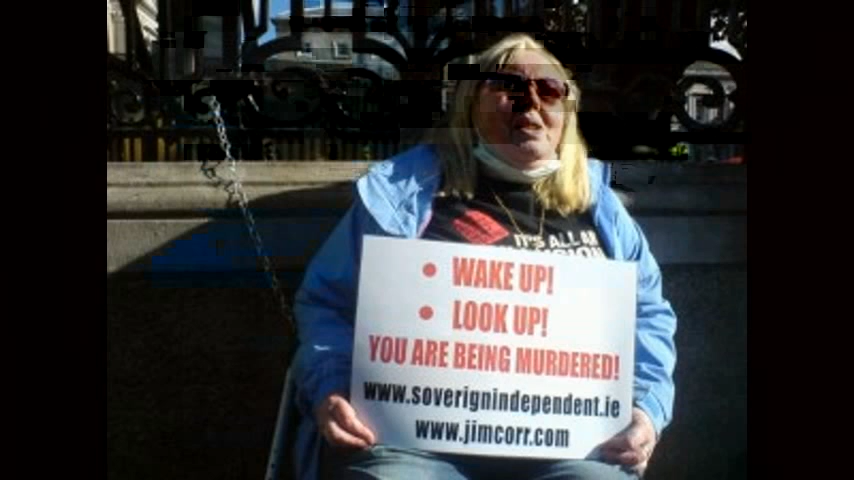 IT'S ALL AN
• WAKE UP!
• LOOK UP!
YOU ARE BEING MURDERED!
www.soverignindependent.ie
www.jimcorr.com